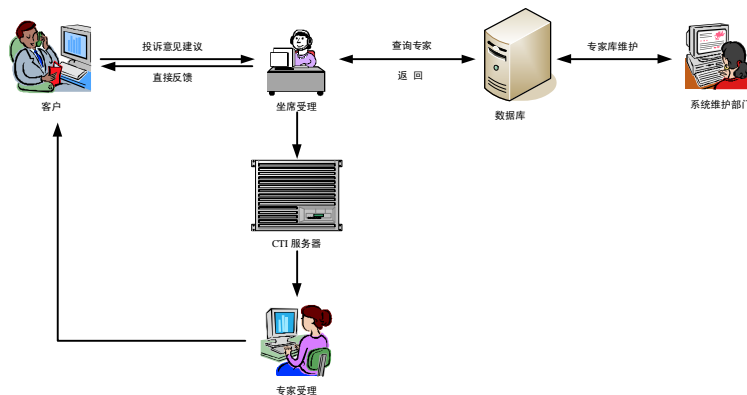 投诉意见建议
直接反馈
查询专家
返 回
专家库维护
客户
坐席受理
数据库
系统维护部门
CTI 服务器
专家受理